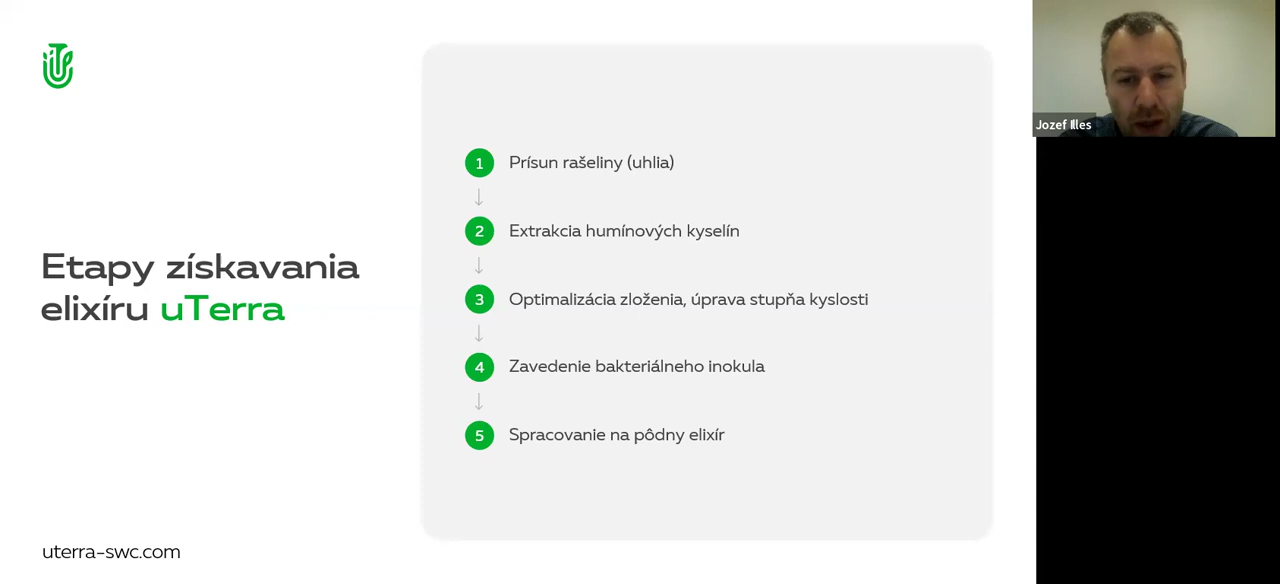 Etapy získavania
elixíru uTerra
1 Prísun rašeliny (uhlia)
2 Extrakcia humínových kyselín
3 Optimalizácia zloženia, úprava stupňa kyslosti
4 Zavedenie bakteriálneho inokula
5 Spracovanie na pôdny elixír
uterra-swc.com
Jozef Illes